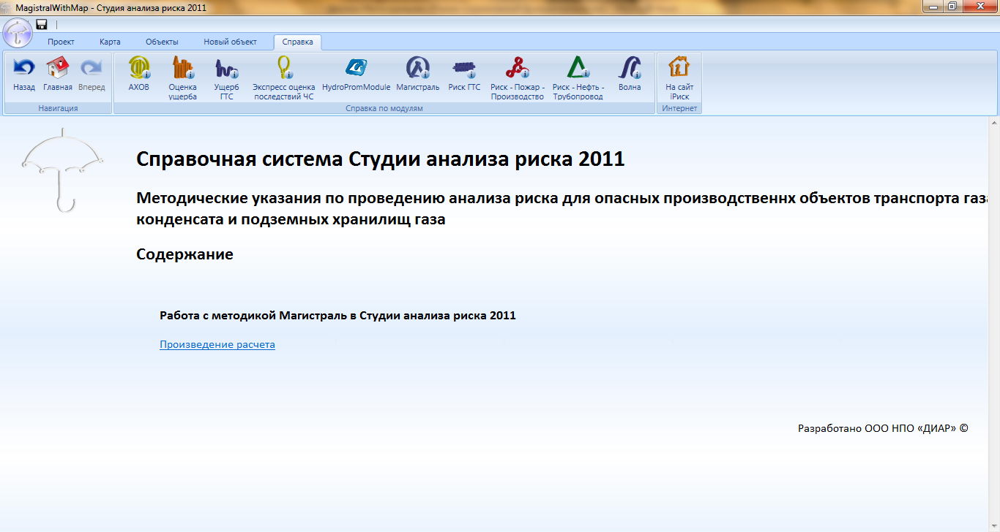 MagistralWithMap - Студия анализа риска 2011
Проект Карта Объекты Новый объект Справка
Назад Главная Вперед АХОВ Оценка ущерба Ущерб ГТС Экспресс оценка последствий ЧС HydroPromModule Магистраль Риск ГТС Риск - Пожар - Производство Риск - Нефть - Трубопровод Волна На сайт iРиск
Навигация Справка по модулям Интернет
Справочная система Студии анализа риска 2011
Методические указания по проведению анализа риска для опасных производственнх объектов транспорта газ
конденсата и подземных хранилищ газа
Содержание
Работа с методикой Магистраль в Студии анализа риска 2011
Произведение расчета
Разработано ООО НПО «ДИАР» ©